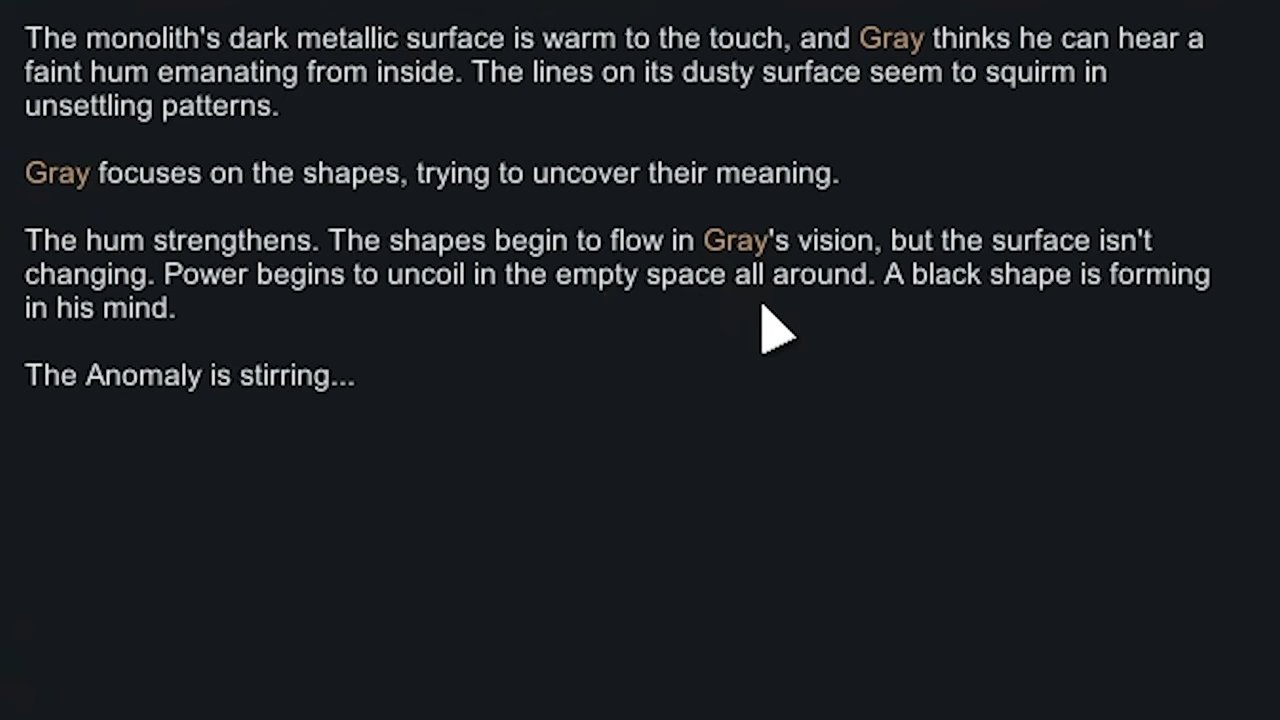 The monolith's dark metallic surface is warm to the touch, and Gray thinks he can hear a
faint hum emanating from inside. The lines on its dusty surface seem to squirm in
unsettling patterns.
Gray focuses on the shapes, trying to uncover their meaning.
The hum strengthens. The shapes begin to flow in Gray's vision, but the surface isn't
changing. Power begins to uncoil in the empty space all around. A black shape is forming
in his mind.
The Anomaly is stirring...